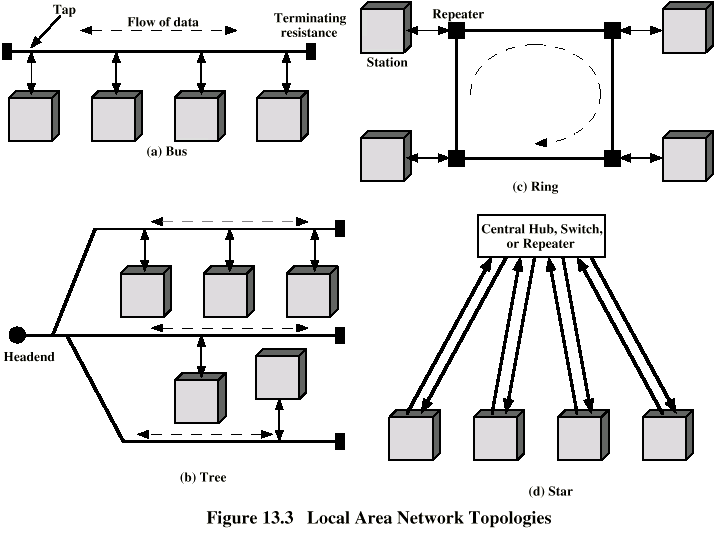 Tap
Flow of data
Terminating
resistance
(a) Bus
Repeater
Station
(c) Ring
Headend
(b) Tree
Central Hub, Switch,
or Repeater
(d) Star
Figure 13.3 Local Area Network Topologies